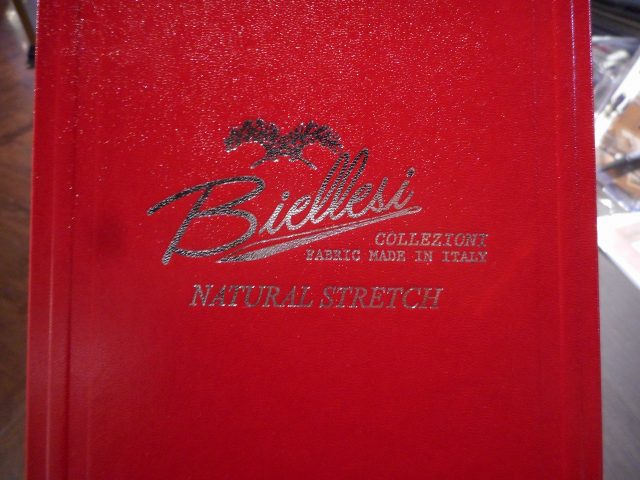 Biellesi
COLLEZIONI
FABRIC MADE IN ITALY
NATURAL STRETCH